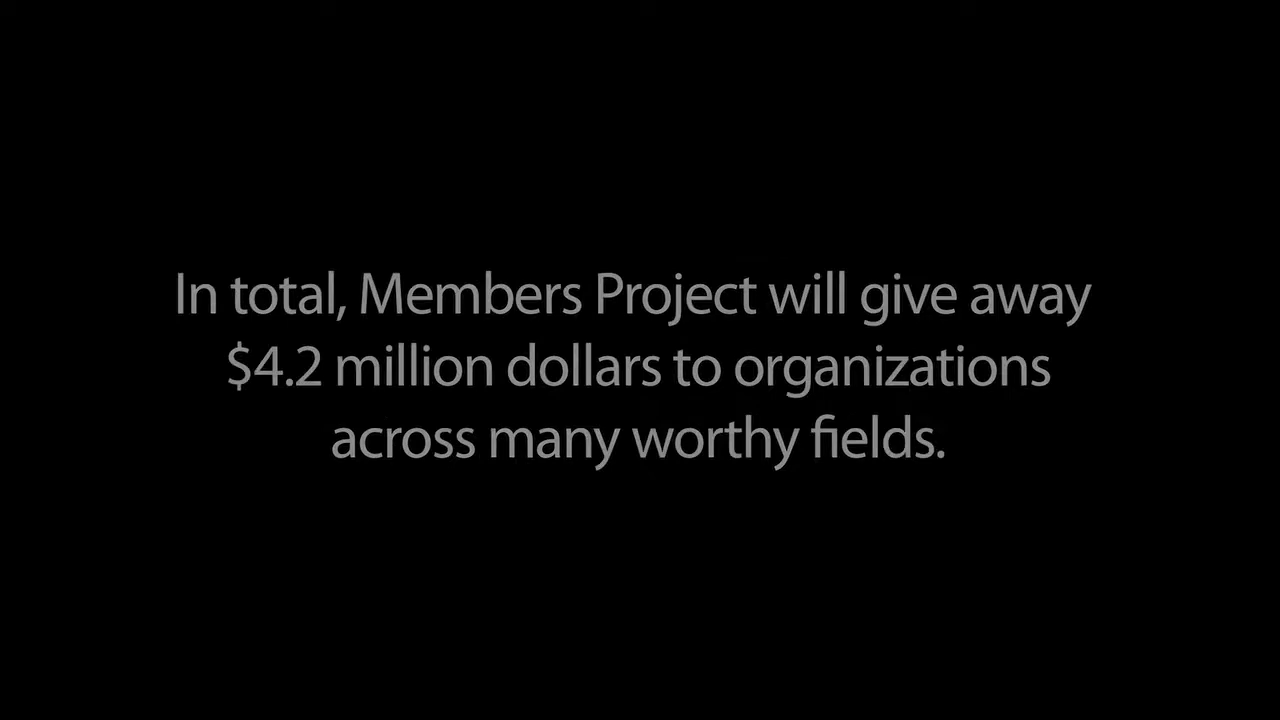 In total, Members Project will give away
$4.2 million dollars to organizations
across many worthy fields.